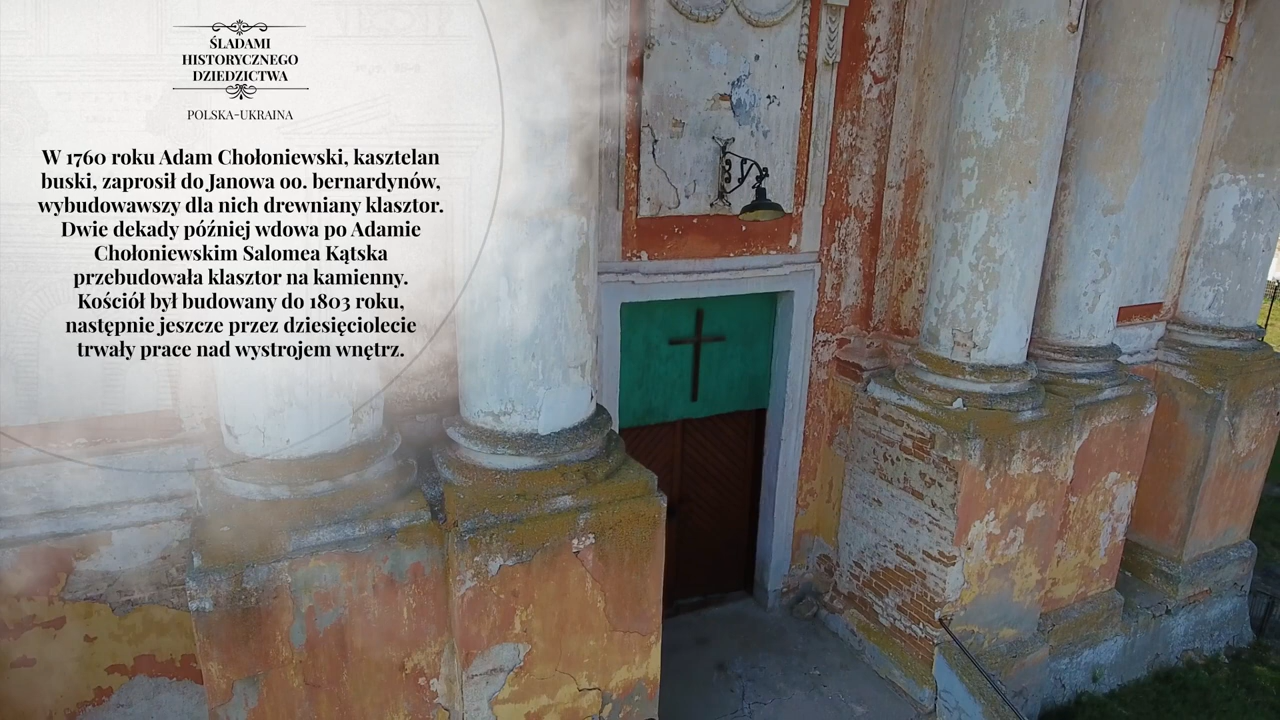 ŚLADAMI
HISTORYCZNEGO
DZIEDZICTWA
POLSKA-UKRAINA
W 1760 roku Adam Chołoniewski, kasztelan
buski, zaprosił do Janowa oo. bernardynów,
wybudowawszy dla nich drewniany klasztor.
Dwie dekady później wdowa po Adamie
Chołoniewskim Salomea Kątska
przebudowała klasztor na kamienny.
Kościół był budowany do 1803 roku,
następnie jeszcze przez dziesięciolecie
trwały prace nad wystrojem wnętrz.